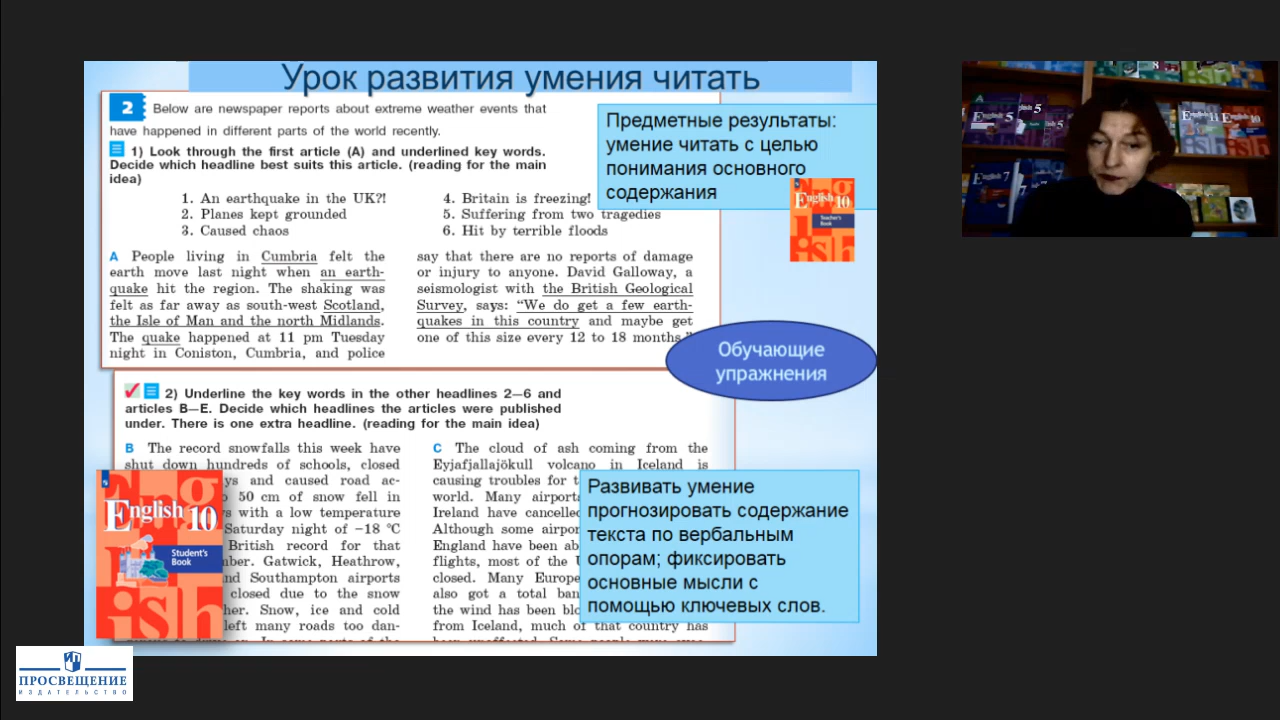 Урок развития умения читать
2 Below are newspaper reports about extreme weather events that
have happened in different parts of the world recently.
1) Look through the first article (A) and underlined key words.
Decide which headline best suits this article. (reading for the main
idea)
1. An earthquake in the UK?!
2. Planes kept grounded
3. Caused chaos
4. Britain is freezing!
5. Suffering from two tragedies
6. Hit by terrible floods
A People living in Cumbria felt the
earth move last night when an earth-
quake hit the region. The shaking was
felt as far away as south-west Scotland,
the Isle of Man and the north Midlands.
The quake happened at 11 pm Tuesday
night in Coniston, Cumbria, and police
say that there are no reports of damage
or injury to anyone. David Galloway, a
seismologist with the British Geological
Survey, says: “We do get a few earth-
quakes in this country and maybe get
one of this size every 12 to 18 months.”
Предметные результаты:
умение читать с целью
понимания основного
содержания
English 10
Teacher's
Book
ish
Обучающие
упражнения
2) Underline the key words in the other headlines 2—6 and
articles B—E. Decide which headlines the articles were published
under. There is one extra headline. (reading for the main idea)
B The record snowfalls this week have
shut down hundreds of schools, closed
ys and caused road ac-
50 cm of snow fell in
s with a low temperature
Saturday night of −18 °C
British record for that
mber. Gatwick, Heathrow,
nd Southampton airports
closed due to the snow
her. Snow, ice and cold
left many roads too dan-
C The cloud of ash coming from the
Eyjafjallajökull volcano in Iceland is
causing troubles for t
world. Many airports
Ireland have cancelle
Although some airpor
England have been ab
flights, most of the U
closed. Many Europe
also got a total ban
the wind has been blo
from Iceland, much of that country has
Eng
English 10
Student's
Book
ish
Развивать умение
прогнозировать содержание
текста по вербальным
опорам; фиксировать
основные мысли с
помощью ключевых слов.
ПРОСВЕЩЕНИЕ
ИЗДАТЕЛЬСТВО
English 5
English 7